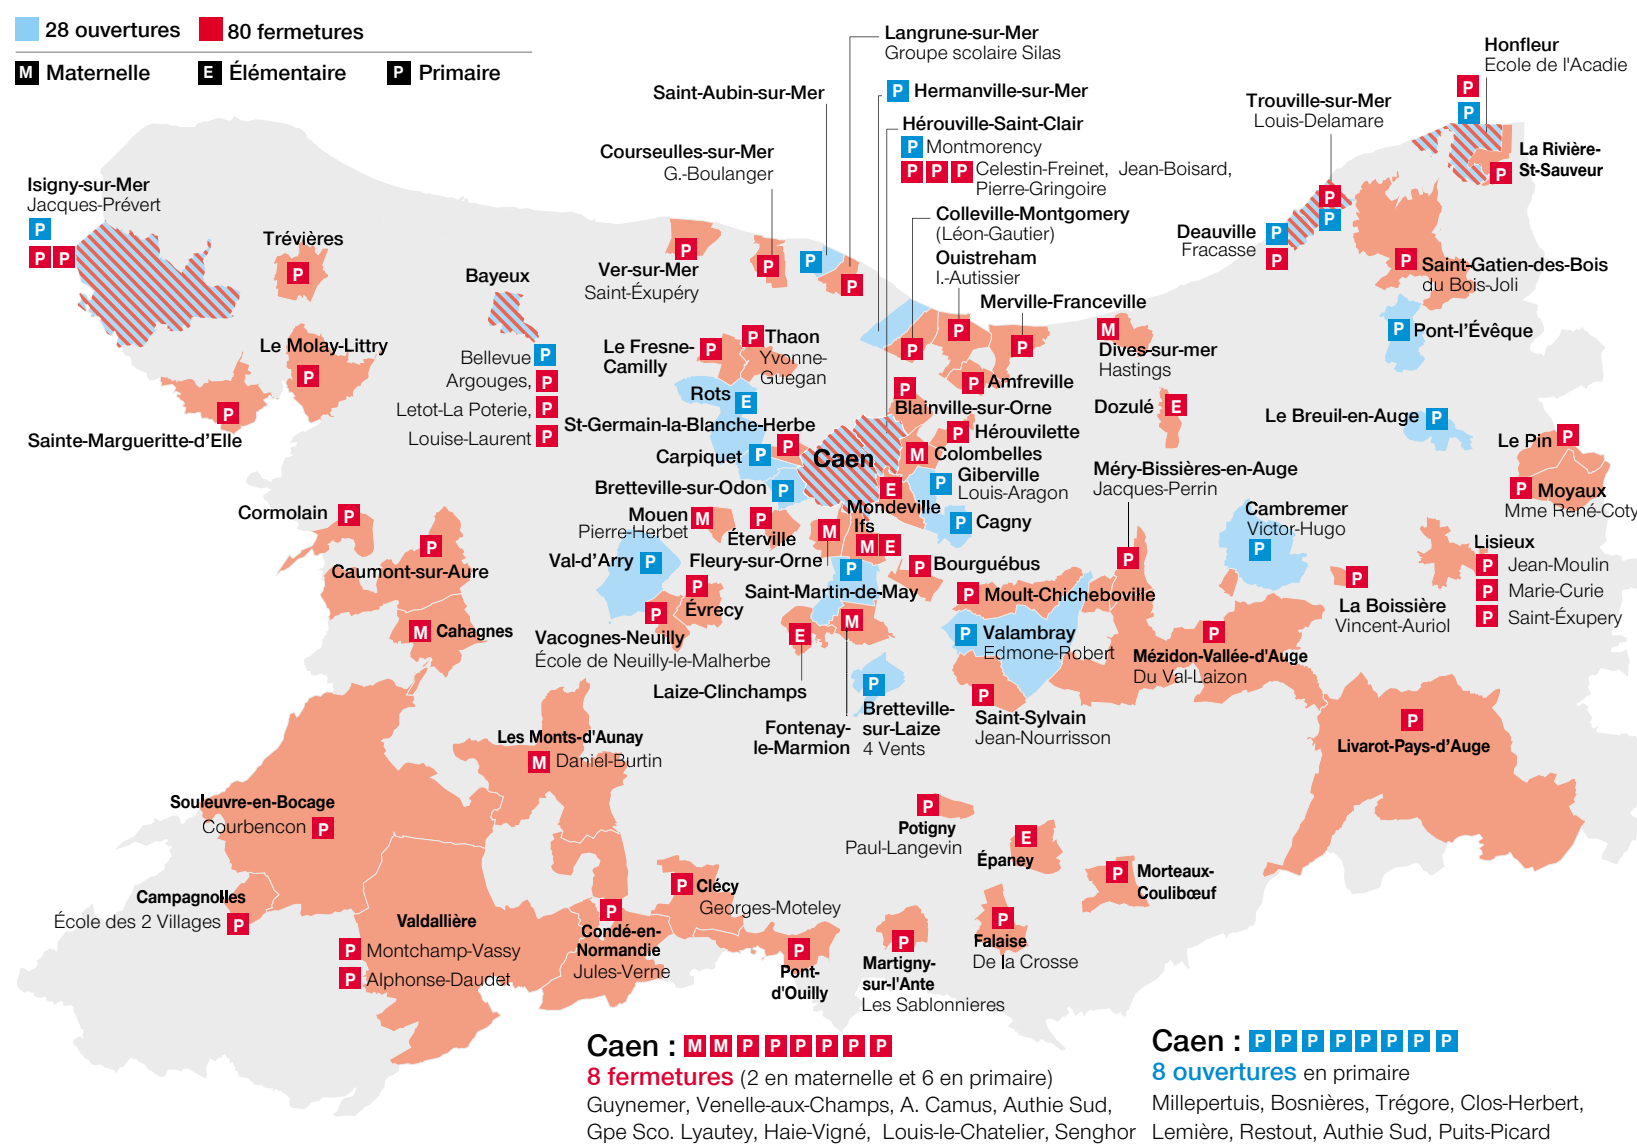 28 ouvertures 80 fermetures
M Maternelle E Élémentaire P Primaire
Langrune-sur-Mer
Groupe scolaire Silas
Honfleur
Ecole de l'Acadie
P
P
Saint-Aubin-sur-Mer
P Hermanville-sur-Mer
Trouville-sur-Mer
Louis-Delamare
Hérouville-Saint-Clair
P Montmorency
P P P Celestin-Freinet, Jean-Boisard,
Pierre-Gringoire
La Rivière-
St-Sauveur
P
Courseulles-sur-Mer
G.-Boulanger
Isigny-sur-Mer
Jacques-Prévert
P
P P
Colleville-Montgomery
(Léon-Gautier)
Ouistreham
I.-Autissier
P
P
Deauville P
Fracasse P
Trévières
P
P
Ver-sur-Mer
Saint-Éxupéry
P
P
P
P Saint-Gatien-des-Bois
du Bois-Joli
Bayeux
Merville-Franceville
Le Molay-Littry
P
Bellevue P
Argouges, P
Letot-La Poterie, P
Louise-Laurent P
Le Fresne-
Camilly
P
P Thaon
Yvonne-
Guegan
P
P
P
M
Dives-sur-mer
Hastings
P Pont-l'Évêque
P Amfreville
P
Blainville-sur-Orne
Rots E
P
Sainte-Margueritte-d'Elle
Dozulé E
Le Breuil-en-Auge P
St-Germain-la-Blanche-Herbe
P
P Hérouvilette
Le Pin P
Carpiquet P
Caen
M Colombelles
Méry-Bissières-en-Auge
Jacques-Perrin
P Giberville
Louis-Aragon
Bretteville-sur-Odon P
E
Mondeville
P Moyaux
Mme René-Coty
Cormolain P
Mouen M
Pierre-Herbet
P
Éterville
M
Ifs
M E
P Cagny
Cambremer
Victor-Hugo
P
P
Caumont-sur-Aure
Val-d'Arry P
Fleury-sur-Orne
P
Saint-Martin-de-May
P Bourguébus
P
Lisieux
P Jean-Moulin
P Marie-Curie
P Saint-Éxupery
P
Évrecy
P Moult-Chicheboville
P
La Boissière
Vincent-Auriol
M Cahagnes
P
Vacognes-Neuilly
École de Neuilly-le-Malherbe
E
M
P Valambray
Edmone-Robert
P
Mézidon-Vallée-d'Auge
Du Val-Laizon
Laize-Clinchamps
P
Bretteville-
sur-Laize
4 Vents
P
Saint-Sylvain
Jean-Nourrisson
Fontenay-
le-Marmion
P
Livarot-Pays-d'Auge
Les Monts-d'Aunay
M Daniel-Burtin
Souleuvre-en-Bocage
Courbencon P
P
Potigny
Paul-Langevin
E
Épaney
P Morteaux-
Coulibœuf
Campagnolles
École des 2 Villages P
P Clécy
Georges-Moteley
Valdallière
P Montchamp-Vassy
P Alphonse-Daudet
P
Condé-en-
Normandie
Jules-Verne
P
Pont-
d'Ouilly
P
Martigny-
sur-l'Ante
Les Sablonnieres
P
Falaise
De la Crosse
Caen : M M P P P P P P
8 fermetures (2 en maternelle et 6 en primaire)
Guynemer, Venelle-aux-Champs, A. Camus, Authie Sud,
Gpe Sco. Lyautey, Haie-Vigné, Louis-le-Chatelier, Senghor
Caen : P P P P P P P P
8 ouvertures en primaire
Millepertuis, Bosnières, Trégore, Clos-Herbert,
Lemière, Restout, Authie Sud, Puits-Picard